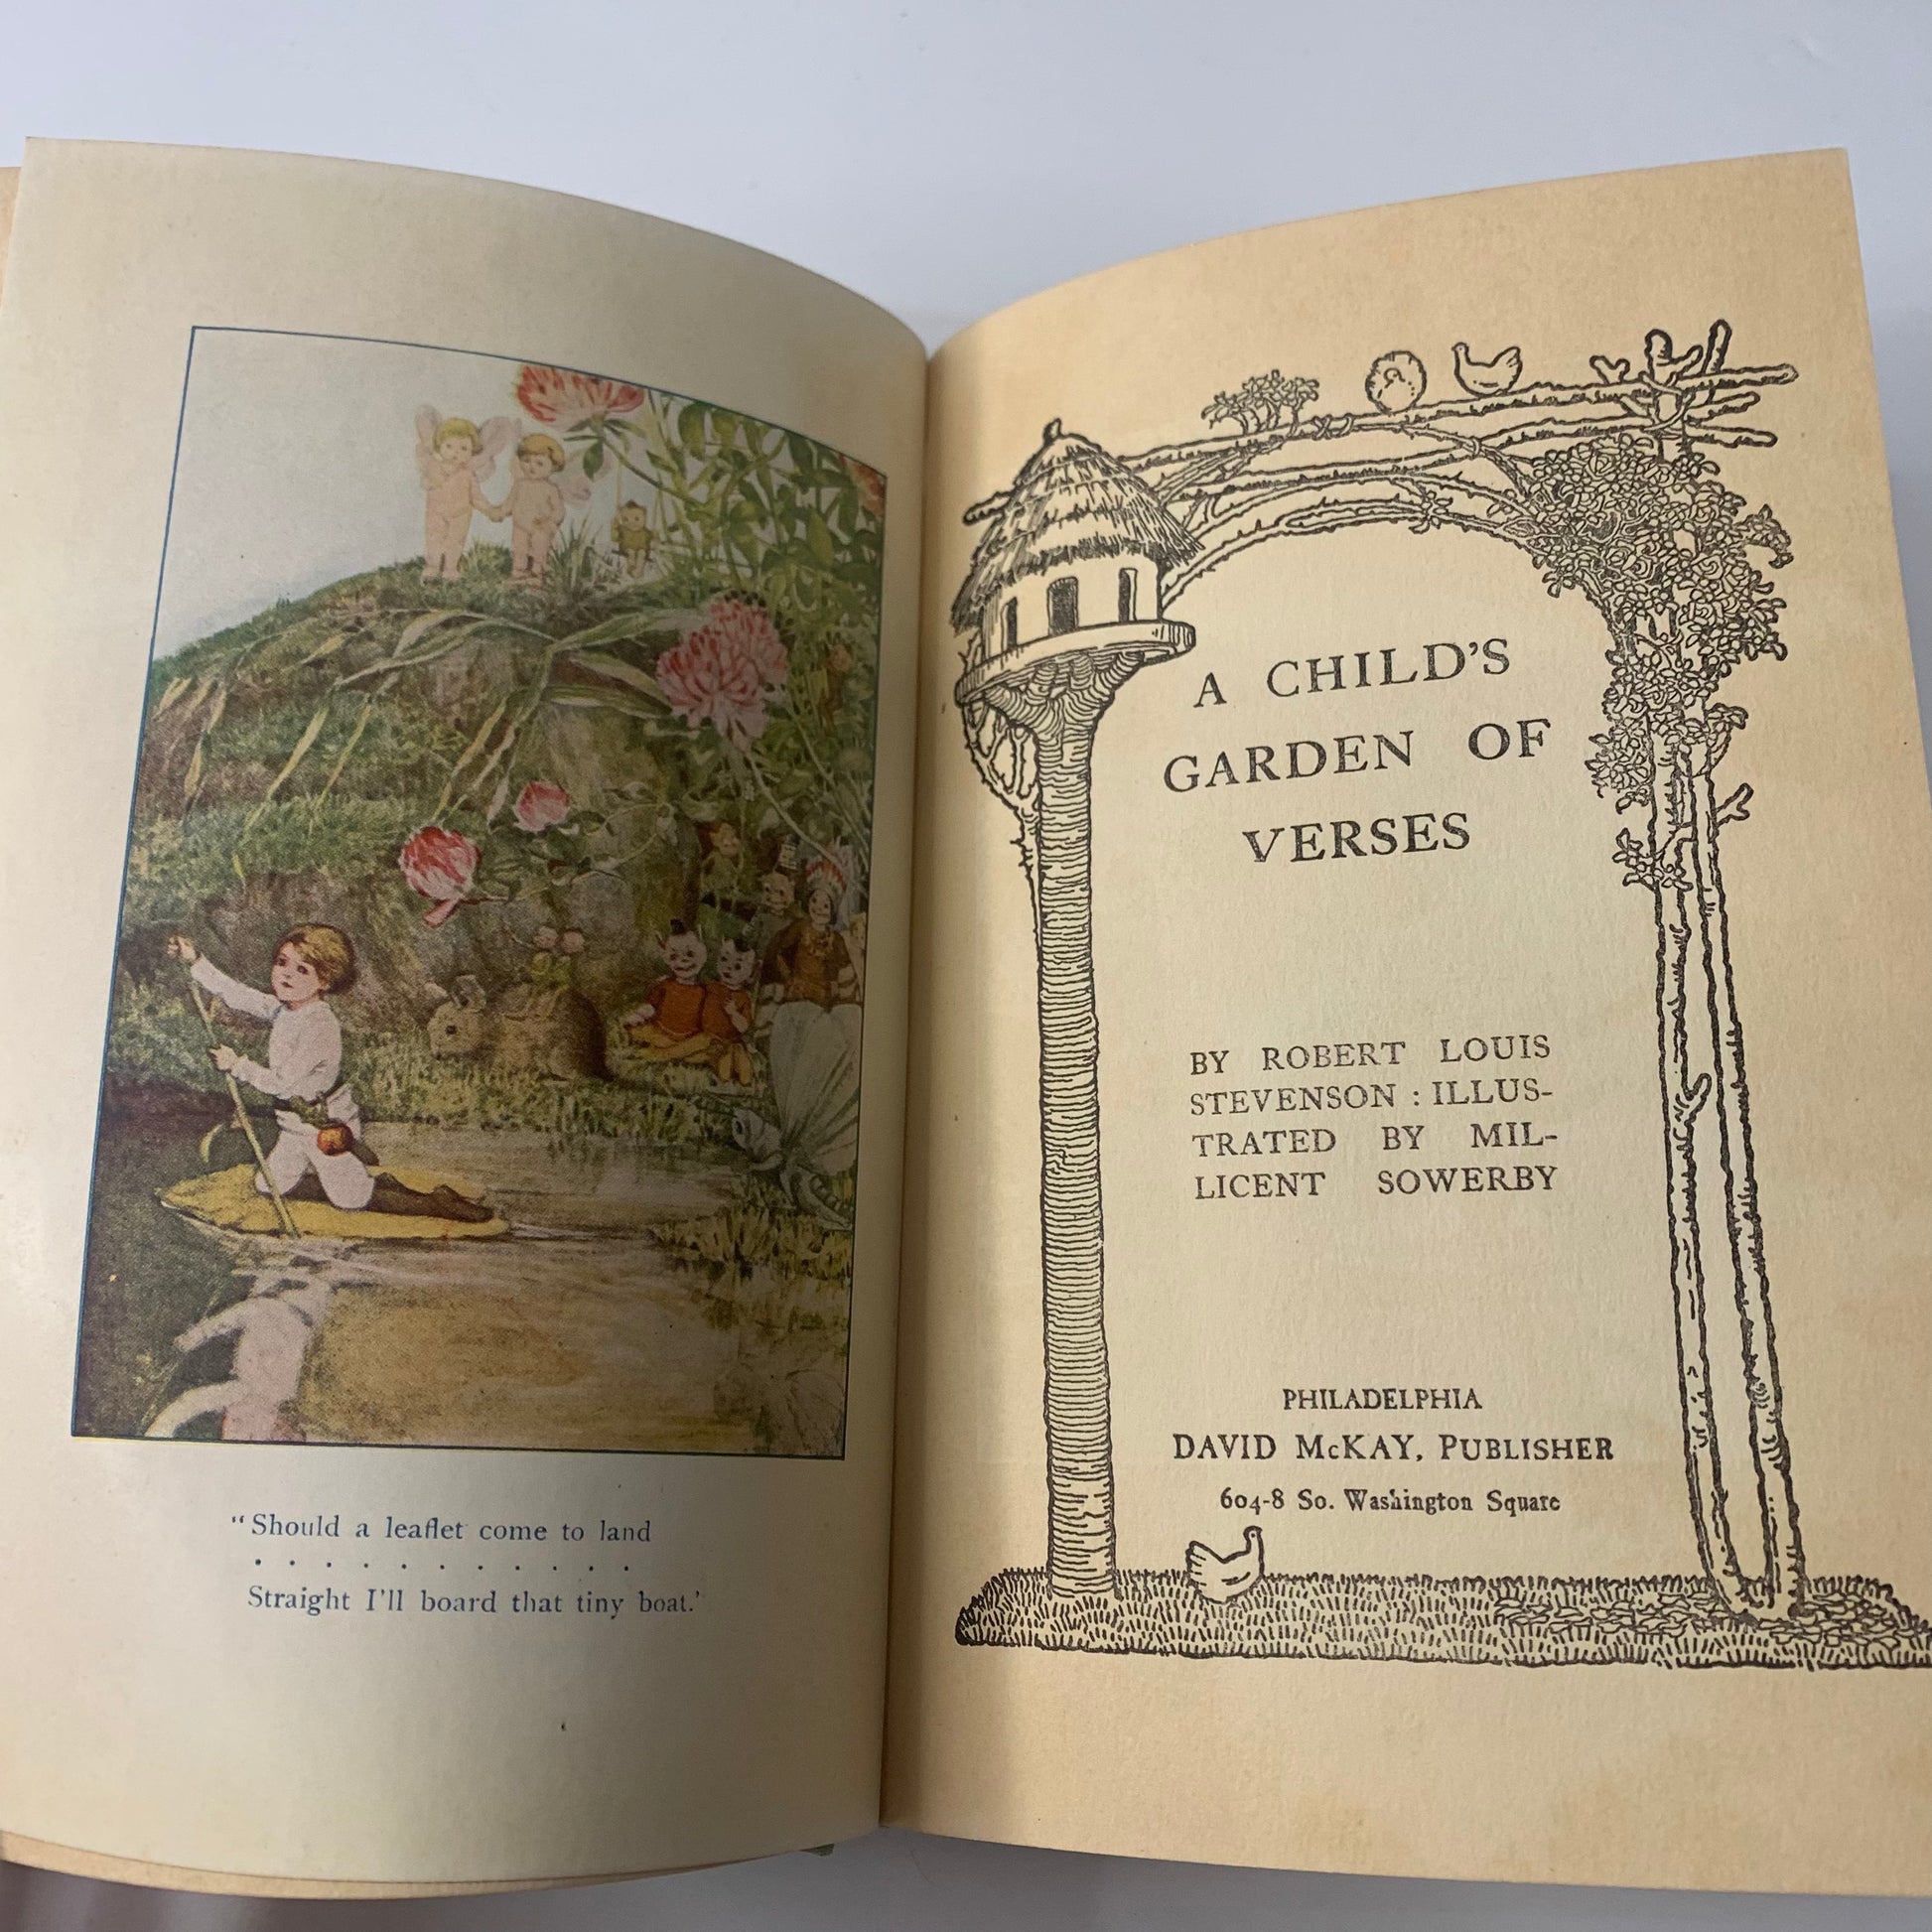 "Should a leaflet come to land
. . . . . . . . . . .
Straight I'll board that tiny boat.'
A CHILD'S
GARDEN OF
VERSES
BY ROBERT LOUIS
STEVENSON : ILLUS-
TRATED BY MIL-
LICENT SOWERBY
PHILADELPHIA
DAVID McKAY, PUBLISHER
604-8 So. Washington Square